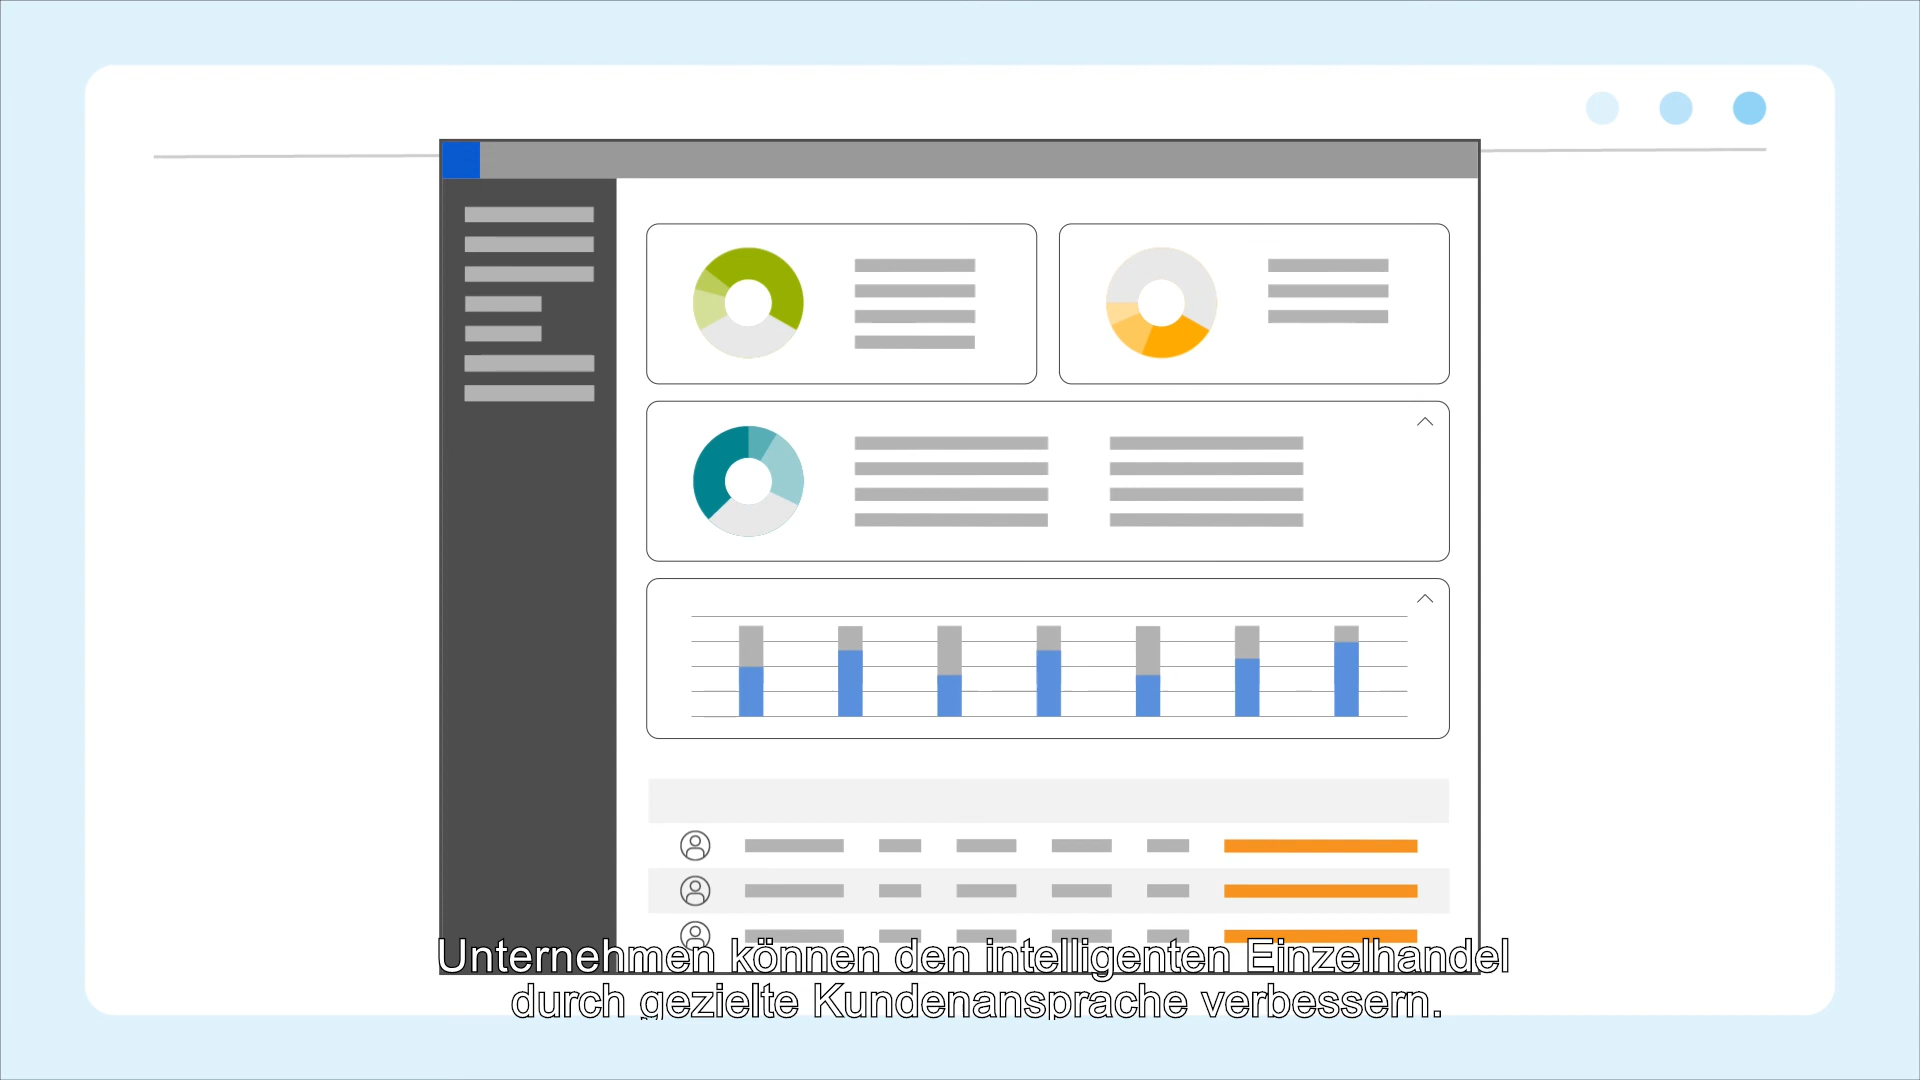 Unternehmen können den intelligenten Einzelhandel
durch gezielte Kundenansprache verbessern.